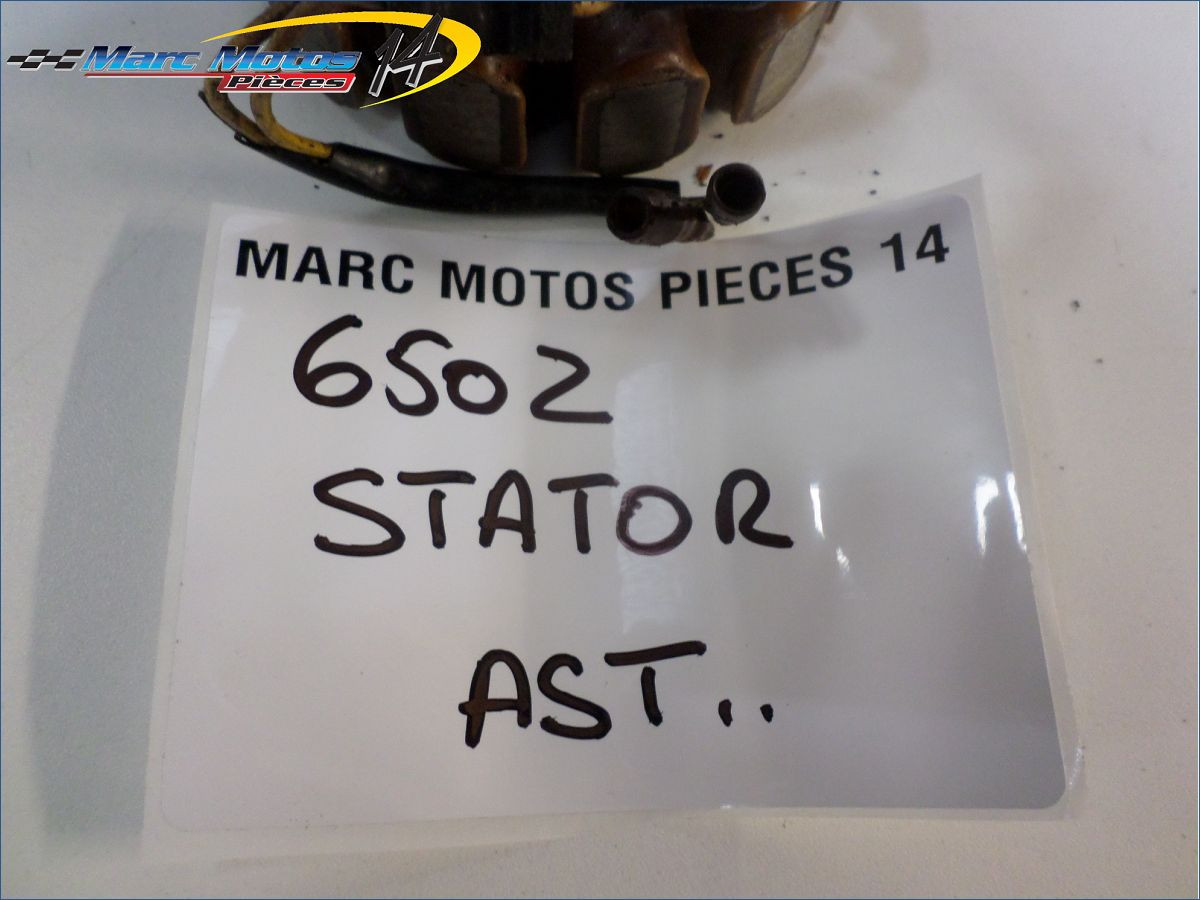 Marc Motos 14
Pièces
MARC MOTOS PIECES 14
6502
STATOR
AST..